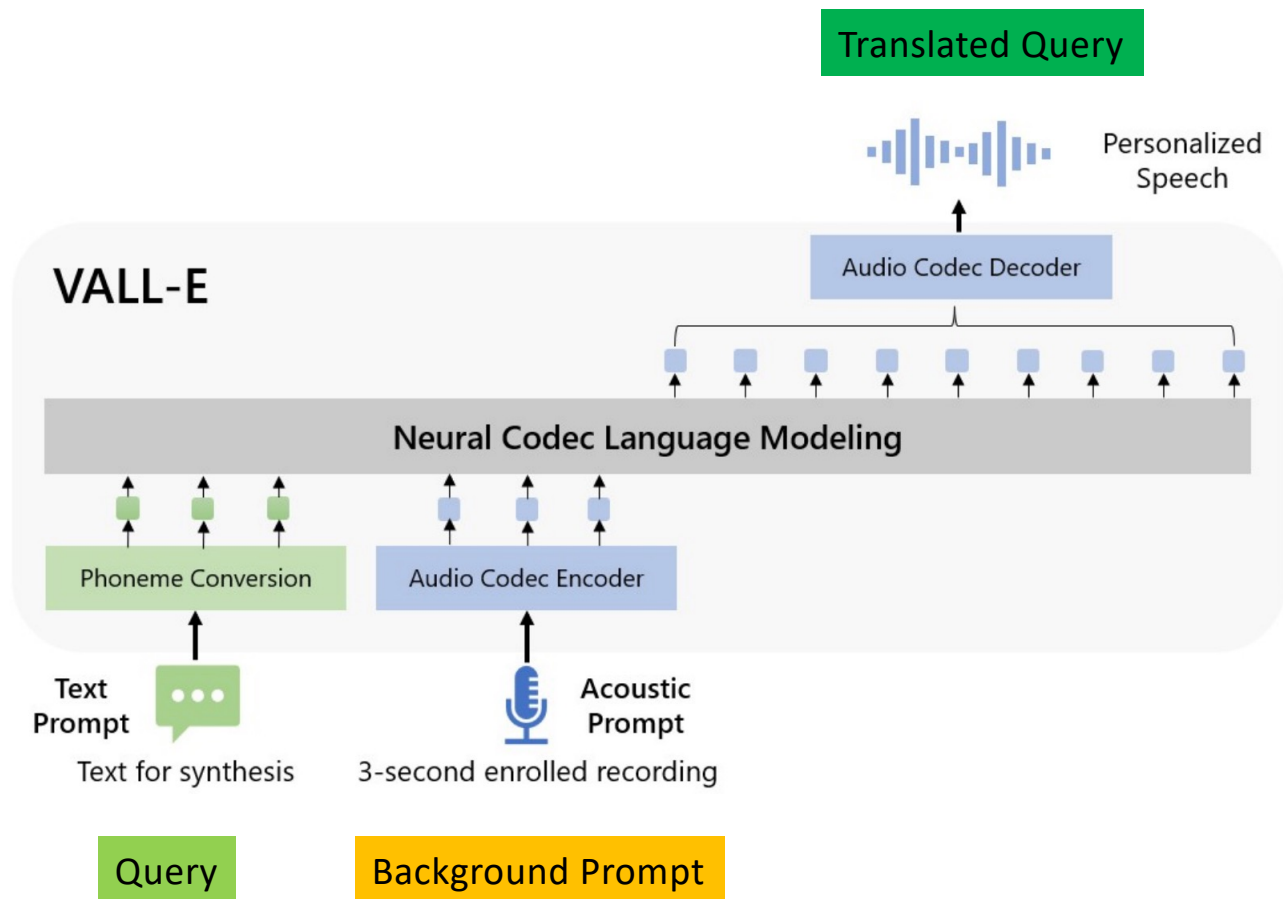 Translated Query
Personalized
Speech
Audio Codec Decoder
VALL-E
Neural Codec Language Modeling
Phoneme Conversion
Audio Codec Encoder
Text
Prompt
Acoustic
Prompt
Text for synthesis
3-second enrolled recording
Query
Background Prompt